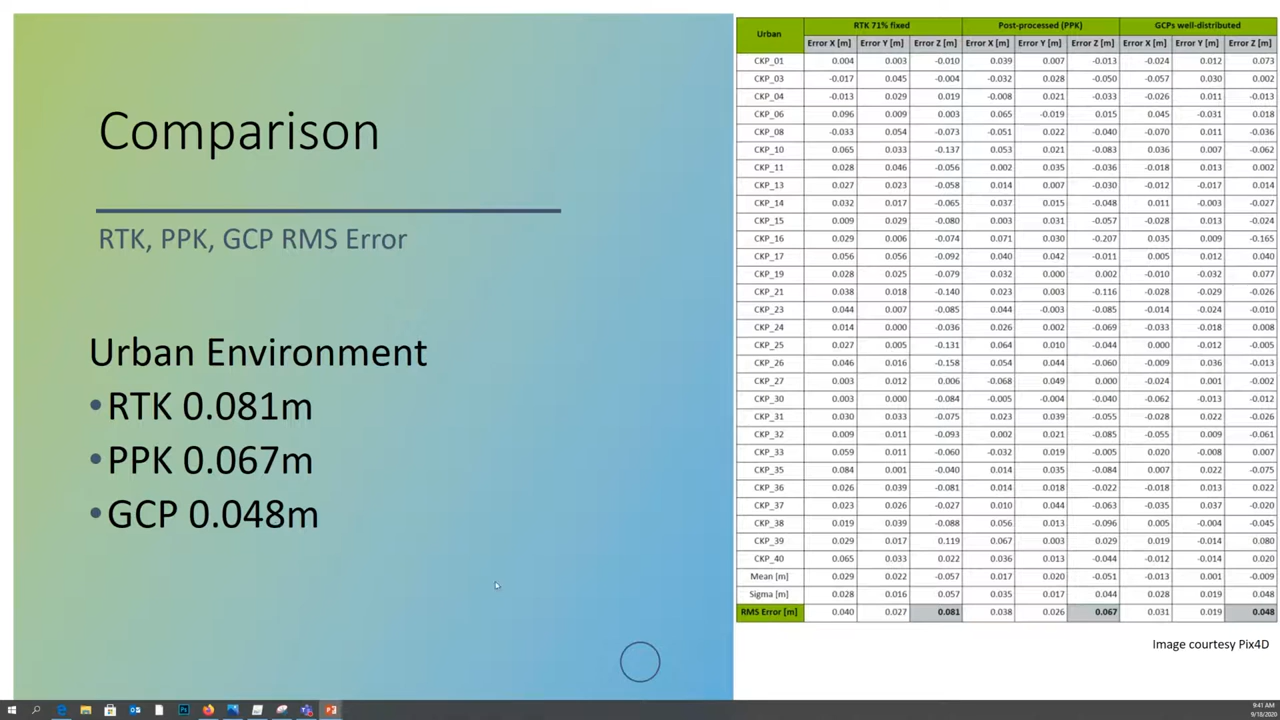 Comparison
RTK, PPK, GCP RMS Error
Urban Environment
•RTK 0.081m
•PPK 0.067m
•GCP 0.048m
Urban RTK 71% fixed Post-processed (PPK) GCPs well-distributed
Error X [m] Error Y [m] Error Z [m] Error X [m] Error Y [m] Error Z [m] Error X [m] Error Y [m] Error Z [m]
CKP_01 0.004 0.003 -0.010 0.039 0.007 -0.013 -0.024 0.012 0.073
CKP_03 -0.017 0.045 -0.004 -0.032 0.028 -0.050 -0.057 0.030 0.002
CKP_04 -0.013 0.029 0.019 -0.008 0.021 -0.033 -0.026 0.011 -0.013
CKP_06 0.096 0.009 0.003 0.065 -0.019 0.015 0.045 -0.031 0.018
CKP_08 -0.033 0.054 -0.073 -0.051 0.022 -0.040 -0.070 0.011 -0.036
CKP_10 0.065 0.033 -0.137 0.053 0.021 -0.083 0.036 0.007 -0.062
CKP_11 0.028 0.046 -0.056 0.002 0.035 -0.036 -0.018 0.013 0.002
CKP_13 0.027 0.023 -0.058 0.014 0.007 -0.030 -0.012 -0.017 0.014
CKP_14 0.032 0.017 -0.065 0.037 0.015 -0.048 0.011 -0.003 -0.027
CKP_15 0.009 0.029 -0.080 0.003 0.031 -0.057 -0.028 0.013 -0.024
CKP_16 0.029 0.006 -0.074 0.071 0.030 -0.207 0.035 0.009 -0.165
CKP_17 0.056 0.056 -0.092 0.040 0.042 -0.011 0.005 0.012 0.040
CKP_19 0.028 0.025 -0.079 0.032 0.000 0.002 -0.010 -0.032 0.077
CKP_21 0.038 0.018 -0.140 0.023 0.003 -0.116 -0.028 -0.029 -0.026
CKP_23 0.044 0.007 -0.085 0.044 -0.003 -0.085 -0.014 -0.024 -0.010
CKP_24 0.014 0.000 -0.036 0.026 0.002 -0.069 -0.033 -0.018 0.008
CKP_25 0.027 0.005 -0.131 0.064 0.010 -0.044 0.000 -0.012 -0.005
CKP_26 0.046 0.016 -0.158 0.054 0.044 -0.060 -0.009 0.036 -0.013
CKP_27 0.003 0.012 0.006 -0.068 0.049 0.000 -0.024 0.001 -0.002
CKP_30 0.003 0.000 -0.084 -0.005 -0.004 -0.040 -0.062 -0.013 -0.012
CKP_31 0.030 0.033 -0.075 0.023 0.039 -0.055 -0.028 0.022 -0.026
CKP_32 0.009 0.011 -0.093 0.002 0.021 -0.085 -0.055 0.009 -0.061
CKP_33 0.059 0.011 -0.060 -0.032 0.019 -0.005 0.020 -0.008 0.007
CKP_35 0.084 0.001 -0.040 0.014 0.035 -0.084 0.007 0.022 -0.075
CKP_36 0.026 0.039 -0.081 0.014 0.018 -0.022 -0.018 0.013 0.022
CKP_37 0.023 0.026 -0.027 0.010 0.044 -0.063 -0.035 0.037 -0.020
CKP_38 0.019 0.039 -0.088 0.056 0.013 -0.096 0.005 -0.004 -0.045
CKP_39 0.029 0.017 0.119 0.067 0.003 0.029 0.019 -0.014 0.080
CKP_40 0.065 0.033 0.022 0.036 0.013 -0.044 -0.012 -0.014 0.020
Mean [m] 0.029 0.022 -0.057 0.017 0.020 -0.051 -0.013 0.001 -0.009
Sigma [m] 0.028 0.016 0.057 0.035 0.017 0.044 0.028 0.019 0.048
RMS Error [m] 0.040 0.027 0.081 0.038 0.026 0.067 0.031 0.019 0.048
Image courtesy Pix4D
9:41 AM
9/18/2020